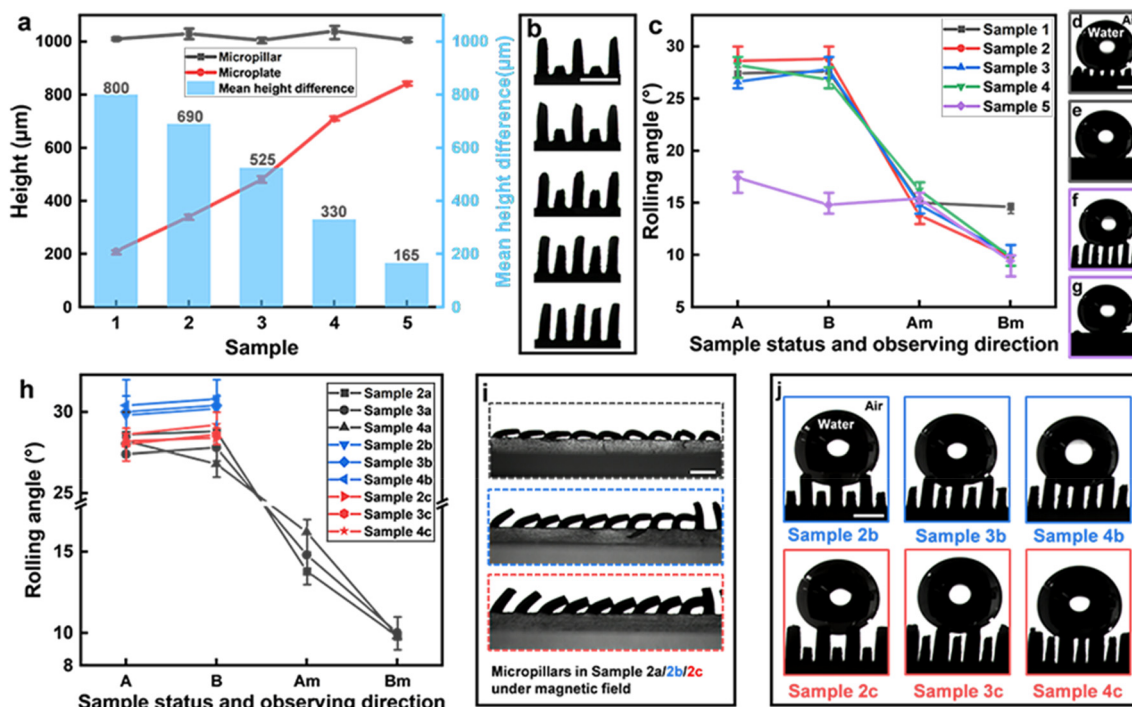 a
Height (μm)
1000
800
600
400
200
0
Micropillar
Microplate
Mean height difference
800
690
525
330
165
1000
800
600
400
200
0
Mean height difference(μm)
1 2 3 4 5
Sample
b
c
Rolling angle (°)
30
25
20
15
10
5
Sample 1
Sample 2
Sample 3
Sample 4
Sample 5
A B Am Bm
Sample status and observing direction
d
Water
e
f
g
h
Rolling angle (°)
30
25
15
10
8
Sample 2a
Sample 3a
Sample 4a
Sample 2b
Sample 3b
Sample 4b
Sample 2c
Sample 3c
Sample 4c
A B Am Bm
Sample status and observing direction
i
Micropillars in Sample 2a/2b/2c
under magnetic field
j
Air
Water
Sample 2b Sample 3b Sample 4b
Sample 2c Sample 3c Sample 4c